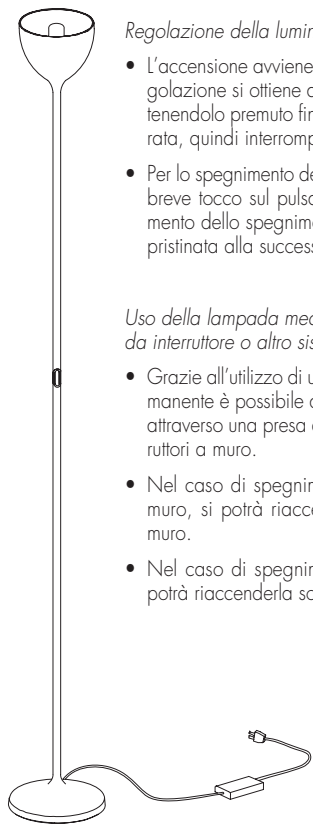 Regolazione della lumin
• L'accensione avviene
golazione si ottiene
tenendolo premuto fin
rata, quindi interromp
• Per lo spegnimento de
breve tocco sul pulsa
mento dello spegnime
pristinata alla success
Uso della lampada med
da interruttore o altro sis
• Grazie all'utilizzo di u
manente è possibile
attraverso una presa
ruttori a muro.
• Nel caso di spegnim
muro, si potrà riacce
muro.
• Nel caso di spegnim
potrà riaccenderla so